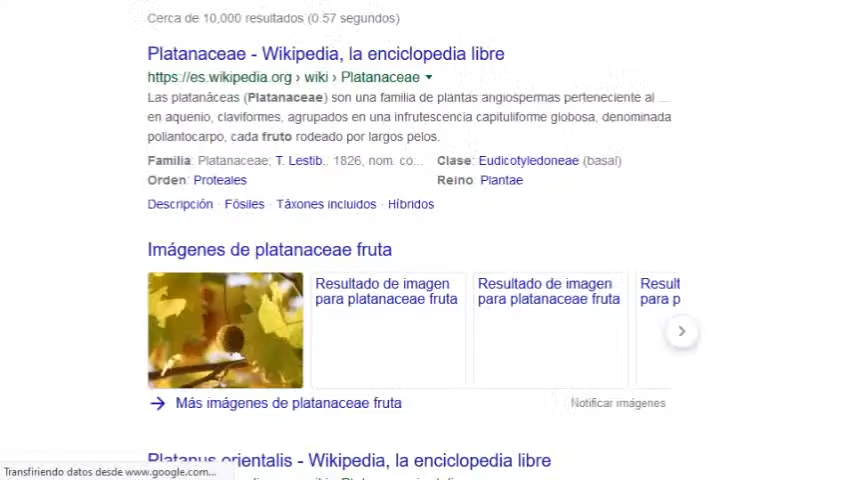 Cerca de 10,000 resultados (0.57 segundos)
Platanaceae - Wikipedia, la enciclopedia libre
https://es.wikipedia.org › wiki › Platanaceae
Las platanáceas (Platanaceae) son una familia de plantas angiospermas perteneciente al ...
en aquenio, claviformes, agrupados en una infrutescencia capituliforme globosa, denominada
poliantocarpo, cada fruto rodeado por largos pelos.
Familia: Platanaceae; T. Lestib., 1826, nom. co... Clase: Eudicotyledoneae (basal)
Orden: Proteales Reino: Plantae
Descripción · Fósiles · Táxones incluidos · Híbridos
Imágenes de platanaceae fruta
Resultado de imagen para platanaceae fruta
Resultado de imagen para platanaceae fruta
Result
para p
Más imágenes de platanaceae fruta
Notificar imágenes
Platanus orientalis - Wikipedia, la enciclopedia libre
Transfiriendo datos desde www.google.com...